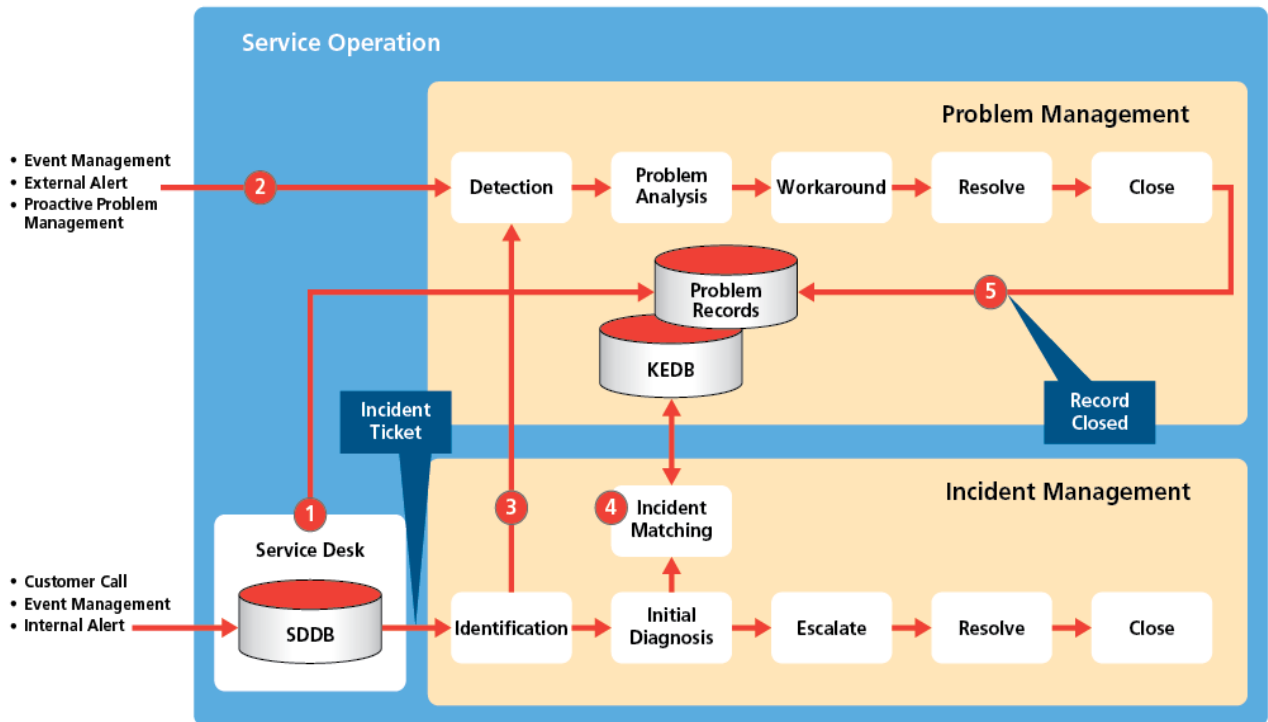 Service Operation
Problem Management
• Event Management
• External Alert
• Proactive Problem
Management
2
Detection
Problem
Analysis
Workaround
Resolve
Close
Problem
Records
5
KEDB
Incident
Ticket
Record
Closed
Incident Management
1
3
4
Incident
Matching
Service Desk
• Customer Call
• Event Management
• Internal Alert
SDDB
Identification
Initial
Diagnosis
Escalate
Resolve
Close